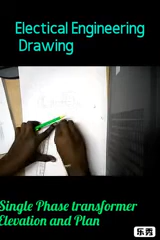 Electical Engineering
Drawing
Single Phase transformer
Elevation and Plan
乐秀